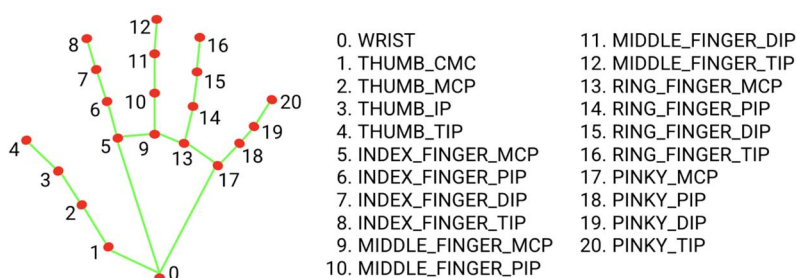 12
8
16
11
7
15
10
6
20
14
4
19
5
9
13
18
3
17
2
1
0
0. WRIST
1. THUMB_CMC
2. THUMB_MCP
3. THUMB_IP
4. THUMB_TIP
5. INDEX_FINGER_MCP
6. INDEX_FINGER_PIP
7. INDEX_FINGER_DIP
8. INDEX_FINGER_TIP
9. MIDDLE_FINGER_MCP
10. MIDDLE_FINGER_PIP
11. MIDDLE_FINGER_DIP
12. MIDDLE_FINGER_TIP
13. RING_FINGER_MCP
14. RING_FINGER_PIP
15. RING_FINGER_DIP
16. RING_FINGER_TIP
17. PINKY_MCP
18. PINKY_PIP
19. PINKY_DIP
20. PINKY_TIP